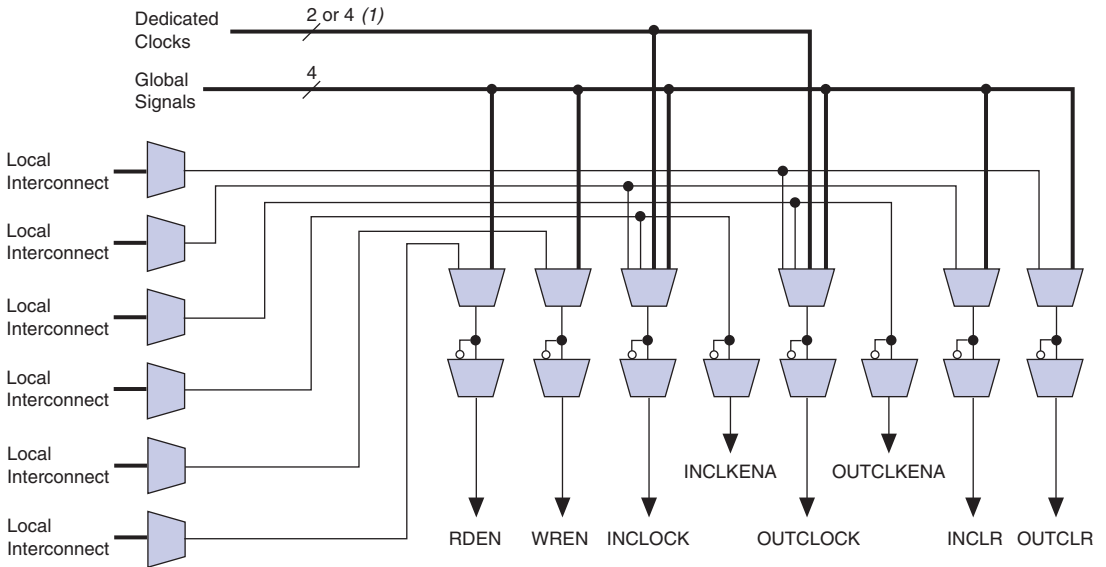 Dedicated
Clocks
2 or 4 (1)
Global
Signals
4
Local
Interconnect
Local
Interconnect
Local
Interconnect
Local
Interconnect
Local
Interconnect
Local
Interconnect
INCLKENA
OUTCLKENA
RDEN
WREN
INCLOCK
OUTCLOCK
INCLR
OUTCLR